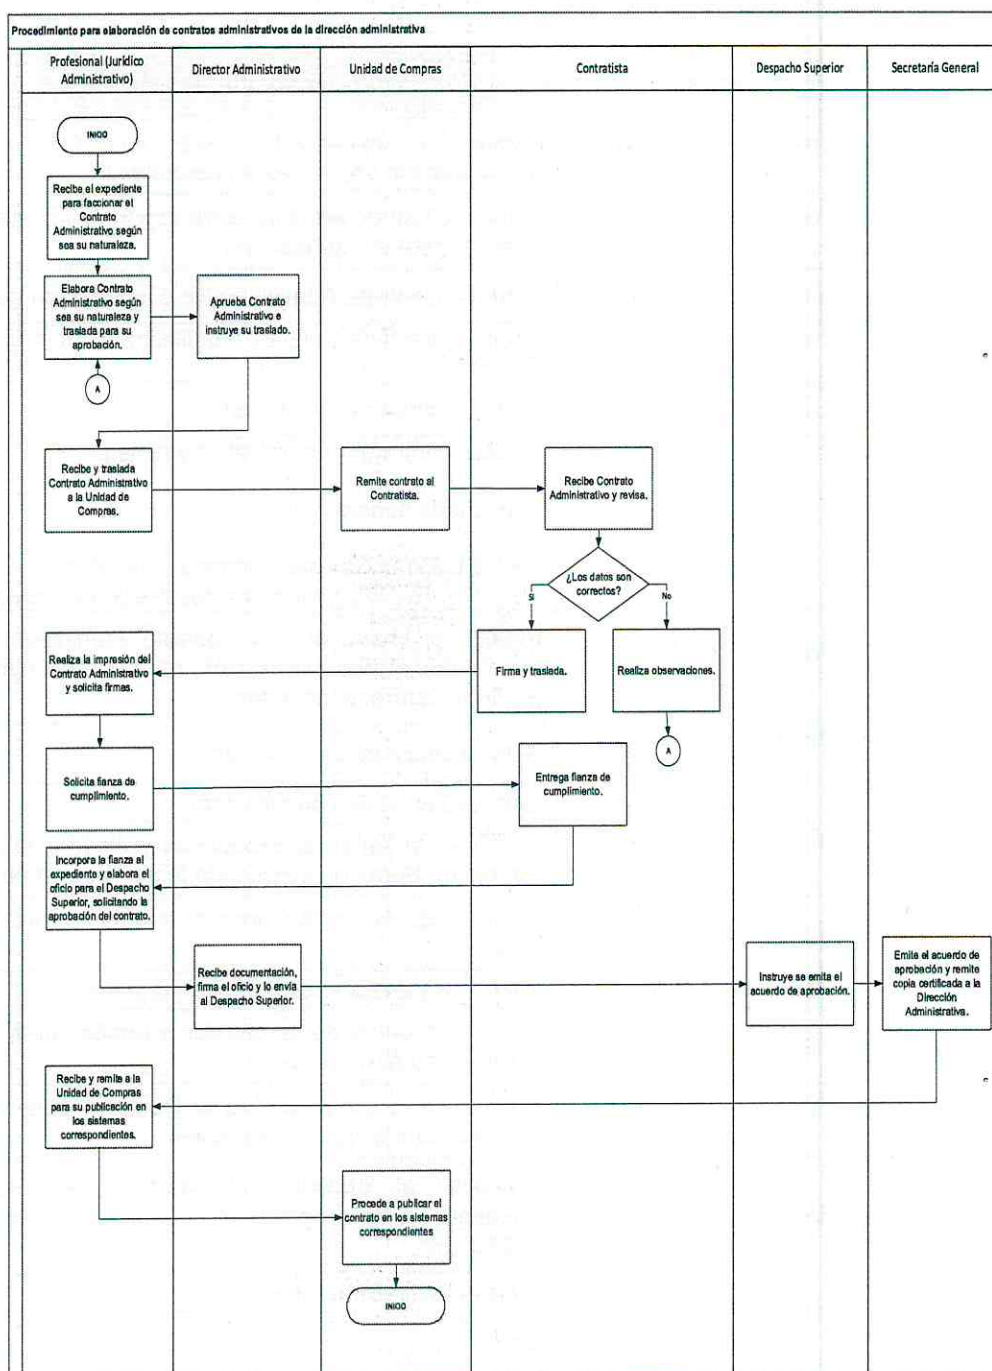 Procedimiento para elaboración de contratos administrativos de la dirección administrativa
Profesional (Jurídico
Administrativo)
Director Administrativo
Unidad de Compras
Contratista
Despacho Superior
Secretaría General
INICIO
Recibe el expediente
para faccionar el
Contrato
Administrativo según
sea su naturaleza.
Elabora Contrato
Administrativo según
sea su naturaleza y
traslada para su
aprobación.
Aprueba Contrato
Administrativo e
instruye su traslado.
A
Recibe y traslada
Contrato Administrativo
a la Unidad de
Compras.
Remite contrato al
Contratista.
Recibe Contrato
Administrativo y revisa.
¿Los datos son
correctos?
Sí
No
Realiza la impresión del
Contrato Administrativo
y solicita firmas.
Firma y traslada.
Realiza observaciones.
A
Solicita fianza de
cumplimiento.
Entrega fianza de
cumplimiento.
Incorpora la fianza al
expediente y elabora el
oficio para el Despacho
Superior, solicitando la
aprobación del contrato.
Recibe documentación,
firma el oficio y lo envía
al Despacho Superior.
Instruye se emita el
acuerdo de aprobación.
Emite el acuerdo de
aprobación y remite
copia certificada a la
Dirección
Administrativa.
Recibe y remite a la
Unidad de Compras
para su publicación en
los sistemas
correspondientes.
Procede a publicar el
contrato en los sistemas
correspondientes
INICIO